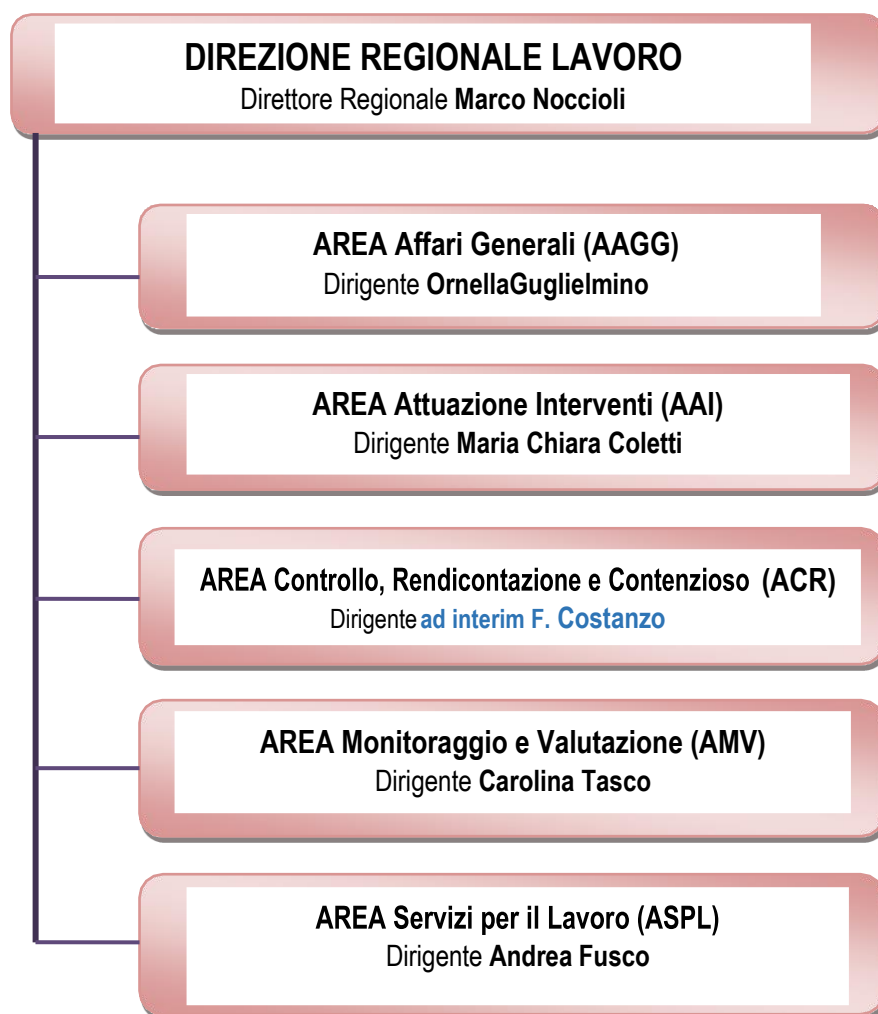 DIREZIONE REGIONALE LAVORO
Direttore Regionale Marco Noccioli
AREA Affari Generali (AAGG)
Dirigente OrnellaGuglielmino
AREA Attuazione Interventi (AAI)
Dirigente Maria Chiara Coletti
AREA Controllo, Rendicontazione e Contenzioso (ACR)
Dirigente ad interim F. Costanzo
AREA Monitoraggio e Valutazione (AMV)
Dirigente Carolina Tasco
AREA Servizi per il Lavoro (ASPL)
Dirigente Andrea Fusco